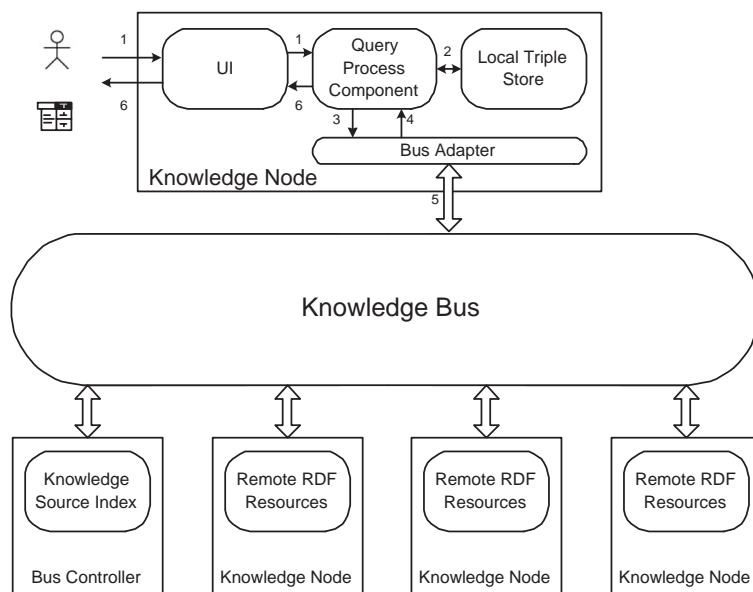 1
1
6
6
UI
Query
Process
Component
2
Local Triple
Store
3
4
Bus Adapter
Knowledge Node
5
Knowledge Bus
Knowledge
Source Index
Bus Controller
Remote RDF
Resources
Knowledge Node
Remote RDF
Resources
Knowledge Node
Remote RDF
Resources
Knowledge Node